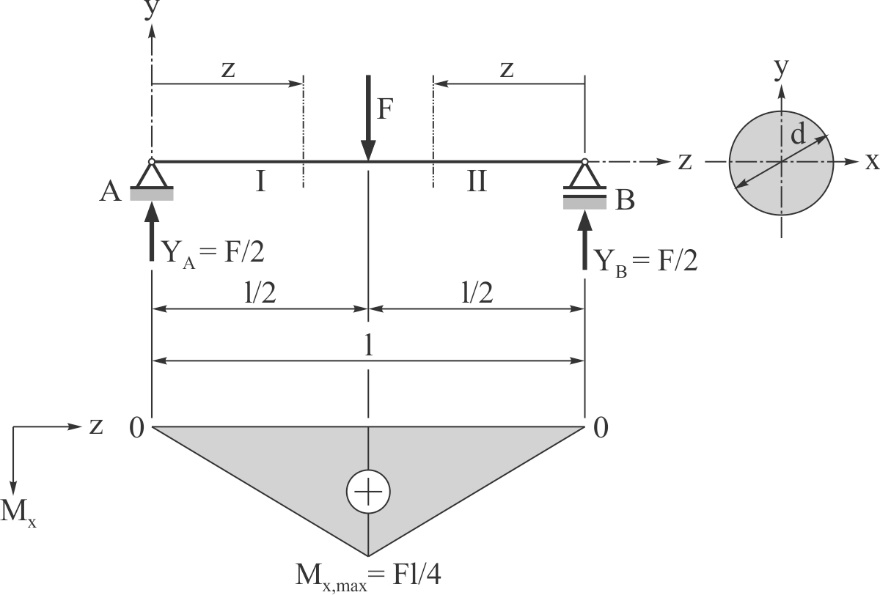 y
z
z
F
y
d
x
A
I
II
z
B
Y_A = F/2
Y_B = F/2
l/2
l/2
l
z
0
0
+
M_x
M_x,max = Fl/4